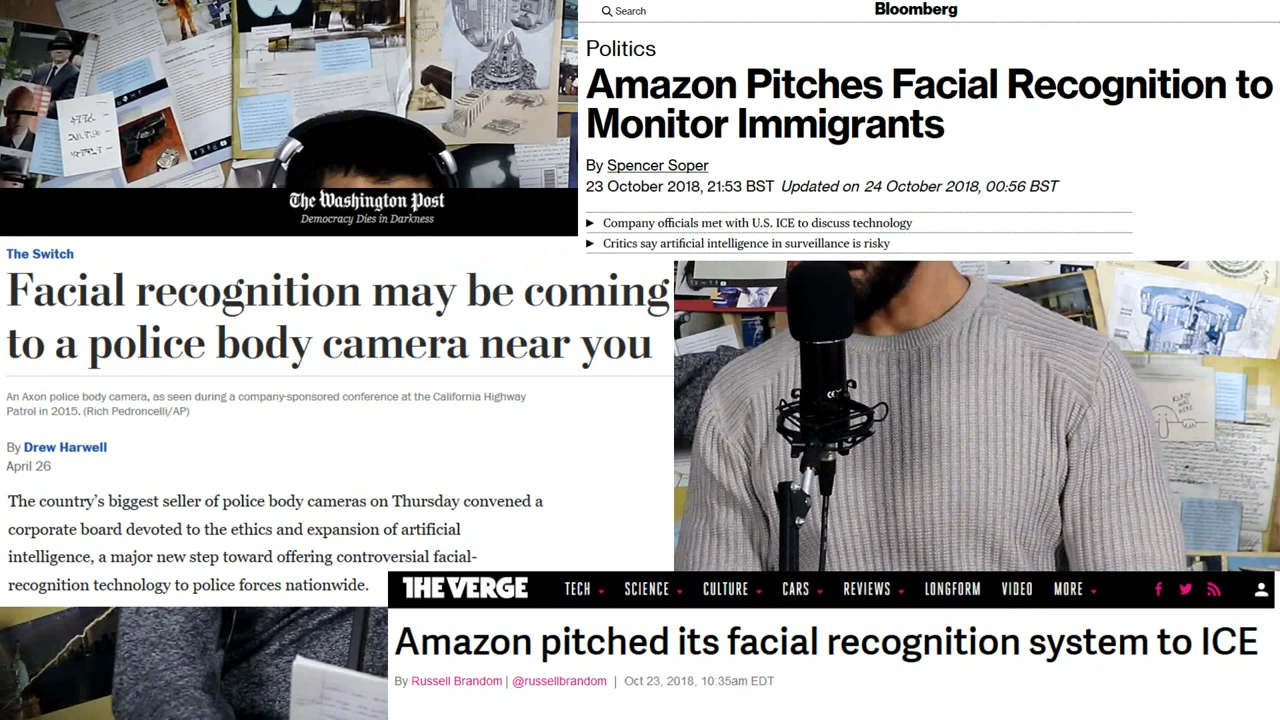 Search
Bloomberg
Politics
Amazon Pitches Facial Recognition to
Monitor Immigrants
By Spencer Soper
23 October 2018, 21:53 BST Updated on 24 October 2018, 00:56 BST
Company officials met with U.S. ICE to discuss technology
Critics say artificial intelligence in surveillance is risky
The Washington Post
Democracy Dies in Darkness
The Switch
Facial recognition may be coming
to a police body camera near you
An Axon police body camera, as seen during a company-sponsored conference at the California Highway
Patrol in 2015. (Rich Pedroncelli/AP)
By Drew Harwell
April 26
The country's biggest seller of police body cameras on Thursday convened a
corporate board devoted to the ethics and expansion of artificial
intelligence, a major new step toward offering controversial facial-
recognition technology to police forces nationwide.
THE VERGE TECH SCIENCE CULTURE CARS REVIEWS LONGFORM VIDEO MORE
Amazon pitched its facial recognition system to ICE
By Russell Brandom | @russellbrandom | Oct 23, 2018, 10:35am EDT